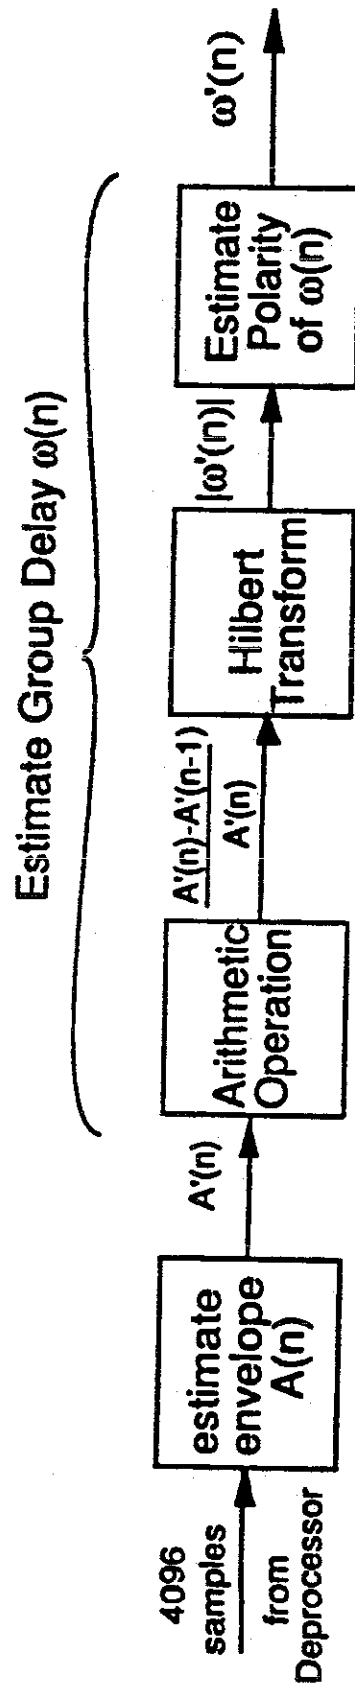 Estimate Group Delay ω(n)
4096
samples
from
Deprocessor
estimate
envelope
A(n)
A'(n)
Arithmetic
Operation
A'(n)-A'(n-1)
A'(n)
Hilbert
Transform
|ω'(n)|
Estimate
Polarity
of ω(n)
ω'(n)